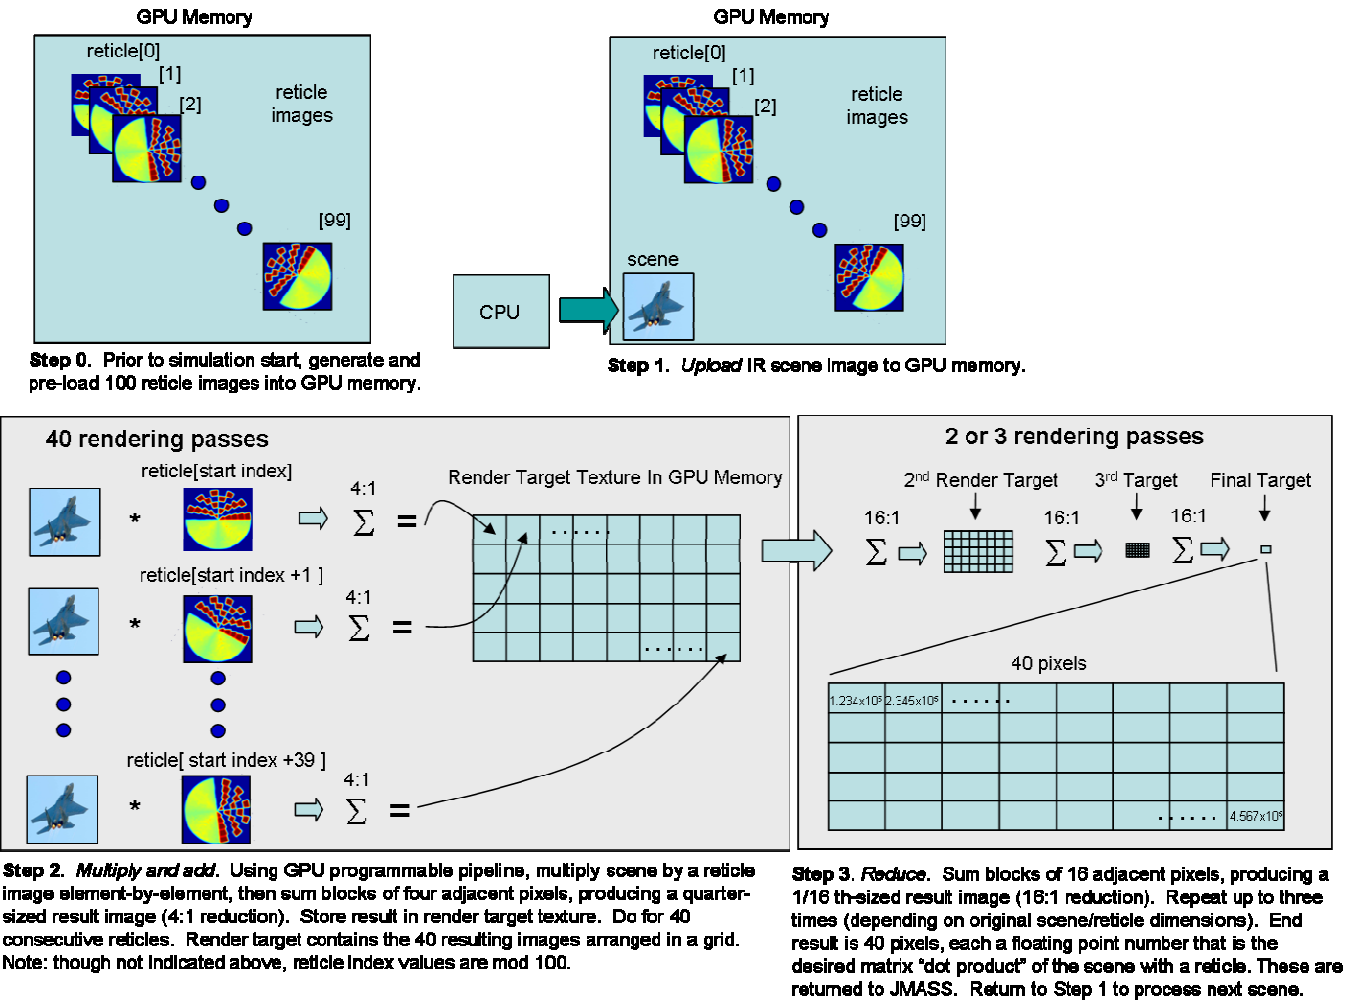 GPU Memory
reticle[0]
[1]
[2]
reticle
images
[99]
Step 0. Prior to simulation start, generate and
pre-load 100 reticle images into GPU memory.
GPU Memory
reticle[0]
[1]
[2]
reticle
images
[99]
scene
CPU
Step 1. Upload IR scene image to GPU memory.
40 rendering passes
reticle[start index]
* 4:1 Σ =
reticle[start index +1 ]
* 4:1 Σ =
reticle[ start index +39 ]
* 4:1 Σ =
Render Target Texture In GPU Memory
......
......
Step 2. Multiply and add. Using GPU programmable pipeline, multiply scene by a reticle
image element-by-element, then sum blocks of four adjacent pixels, producing a quarter-
sized result image (4:1 reduction). Store result in render target texture. Do for 40
consecutive reticles. Render target contains the 40 resulting images arranged in a grid.
Note: though not indicated above, reticle index values are mod 100.
2 or 3 rendering passes
2nd Render Target
3rd Target
Final Target
16:1 Σ
16:1 Σ
16:1 Σ
40 pixels
1.234x10⁶ 2.345x10⁶ ......
...... 4.567x10⁶
Step 3. Reduce. Sum blocks of 16 adjacent pixels, producing a
1/16 th-sized result image (16:1 reduction). Repeat up to three
times (depending on original scene/reticle dimensions). End
result is 40 pixels, each a floating point number that is the
desired matrix "dot product" of the scene with a reticle. These are
returned to JMASS. Return to Step 1 to process next scene.